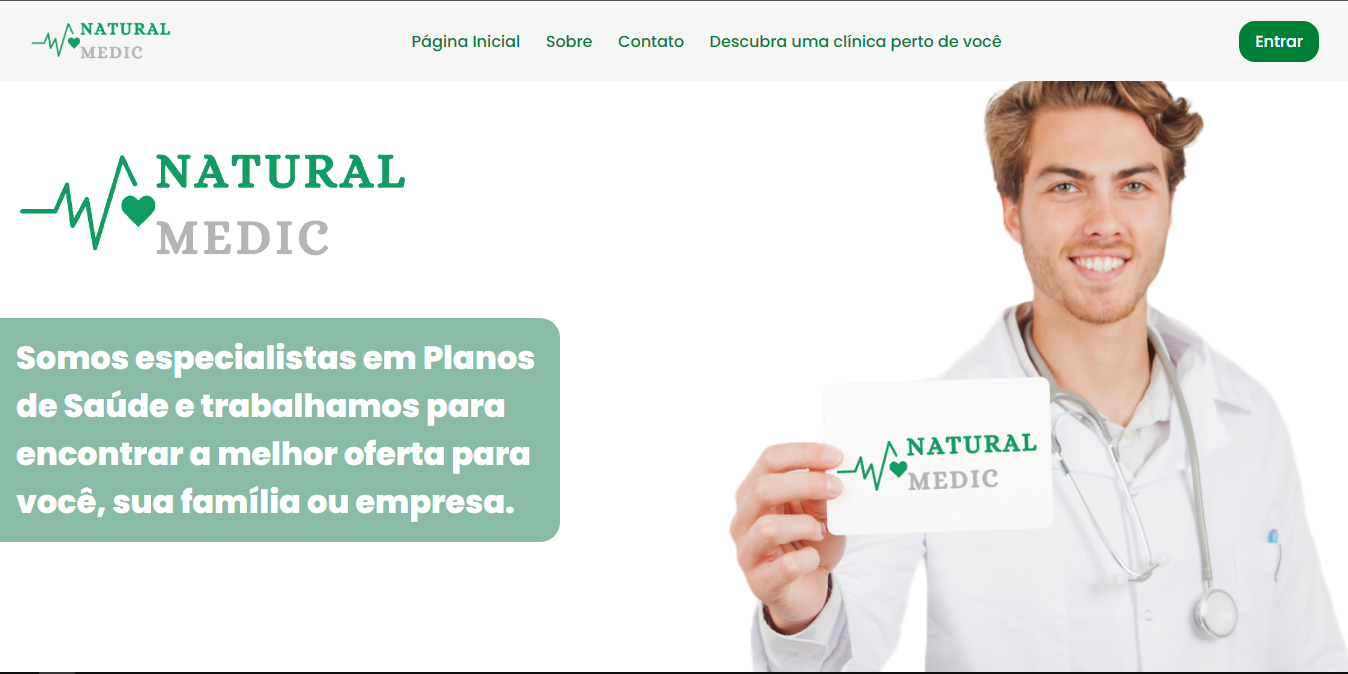 NATURAL
MEDIC
Página Inicial Sobre Contato Descubra uma clínica perto de você
Entrar
NATURAL
MEDIC
Somos especialistas em Planos
de Saúde e trabalhamos para
encontrar a melhor oferta para
você, sua família ou empresa.
NATURAL
MEDIC